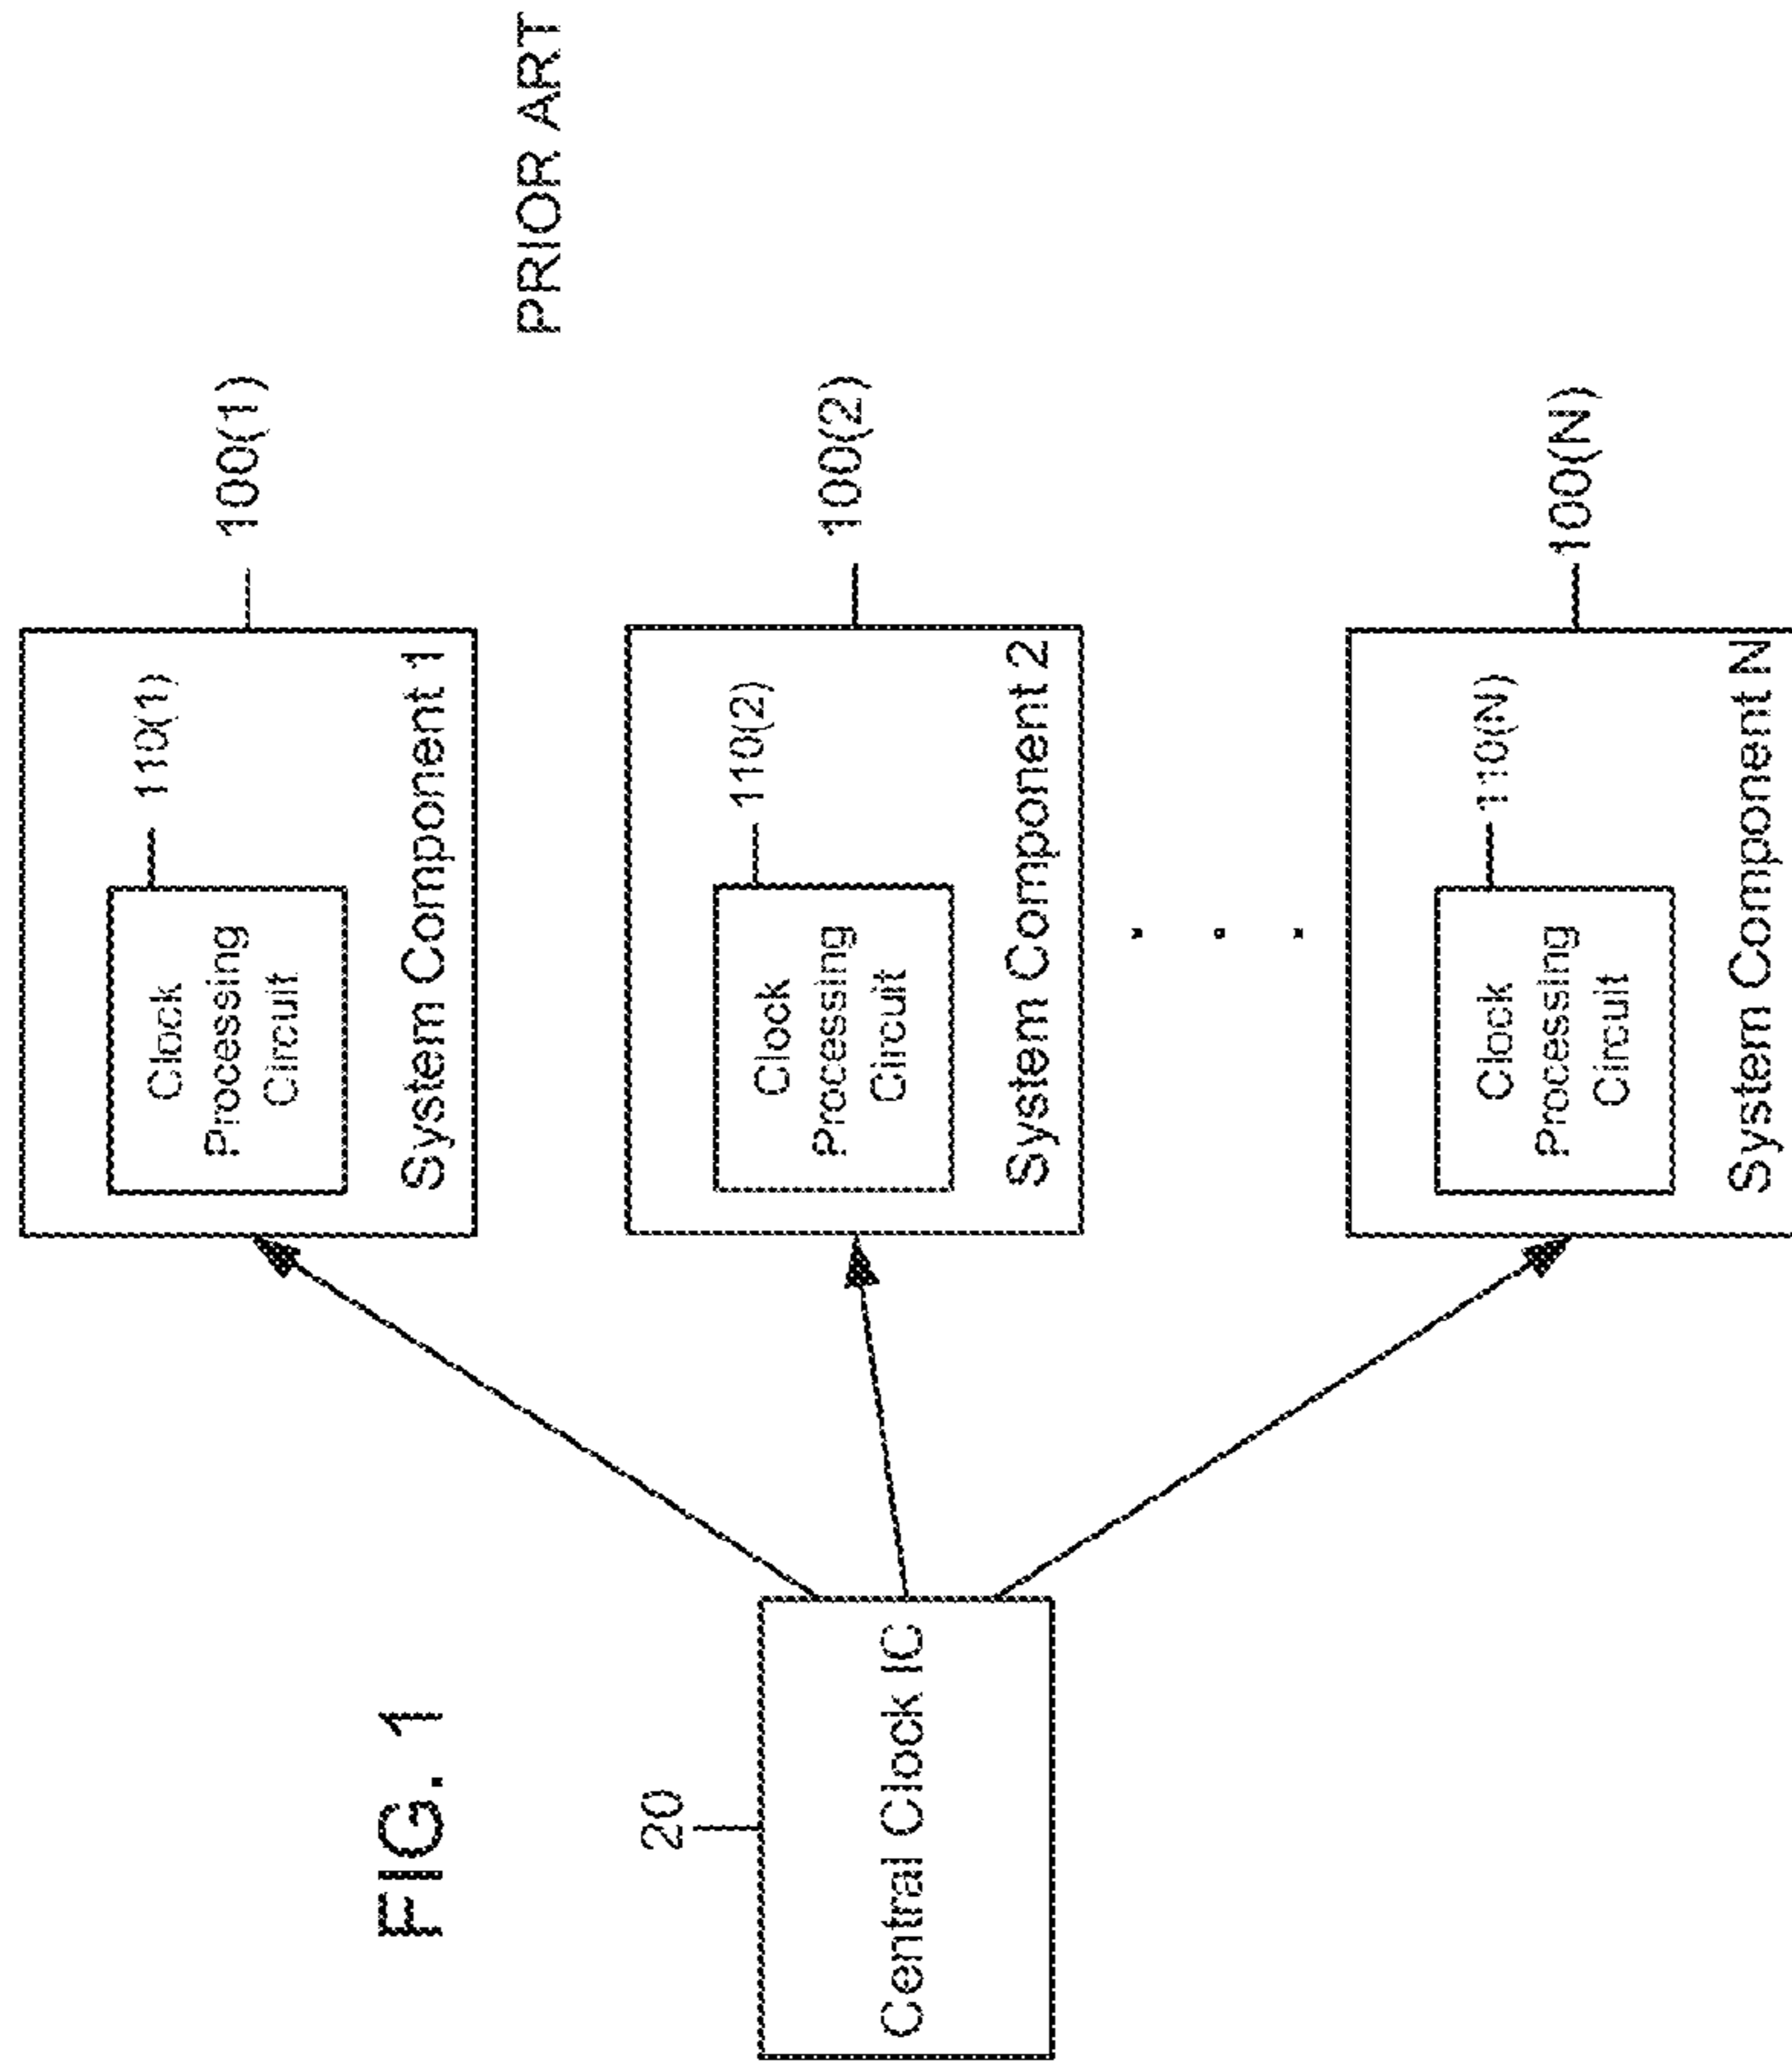 FIG. 1
PRIOR ART
20
Central Clock IC
Clock
Processing
Circuit
110(1)
System Component 1
100(1)
Clock
Processing
Circuit
110(2)
System Component 2
100(2)
. . .
Clock
Processing
Circuit
110(N)
System Component N
100(N)